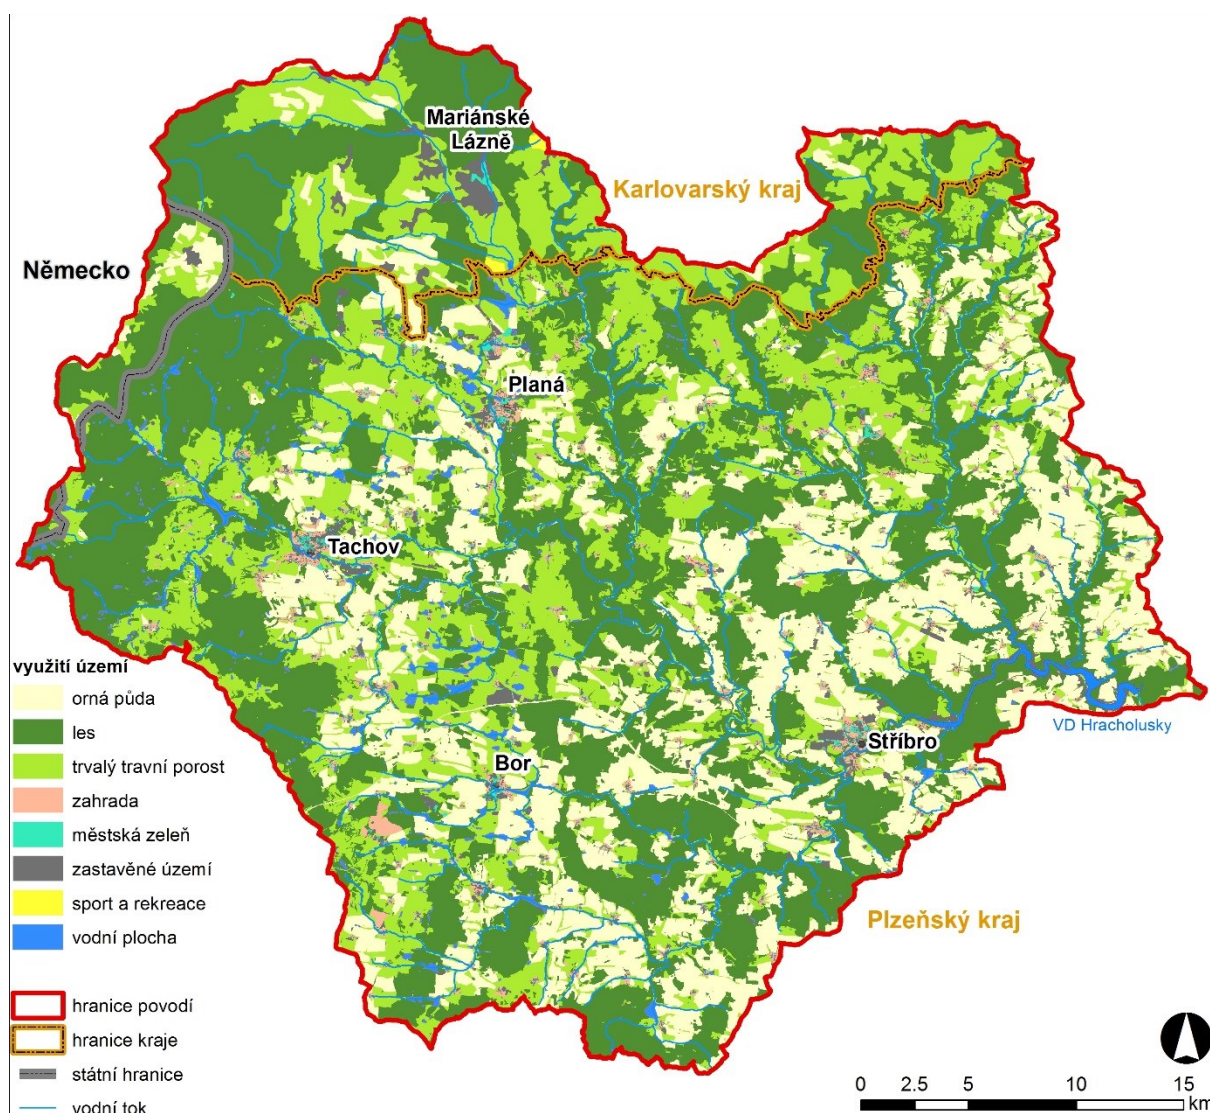 Mariánské
Lázně
Karlovarský kraj
Německo
Planá
Tachov
využití území
orná půda
les
trvalý travní porost
zahrada
městská zeleň
zastavěné území
sport a rekreace
vodní plocha
hranice povodí
hranice kraje
státní hranice
vodní tok
VD Hracholusky
Stříbro
Bor
Plzeňský kraj
0 2.5 5 10 15
km